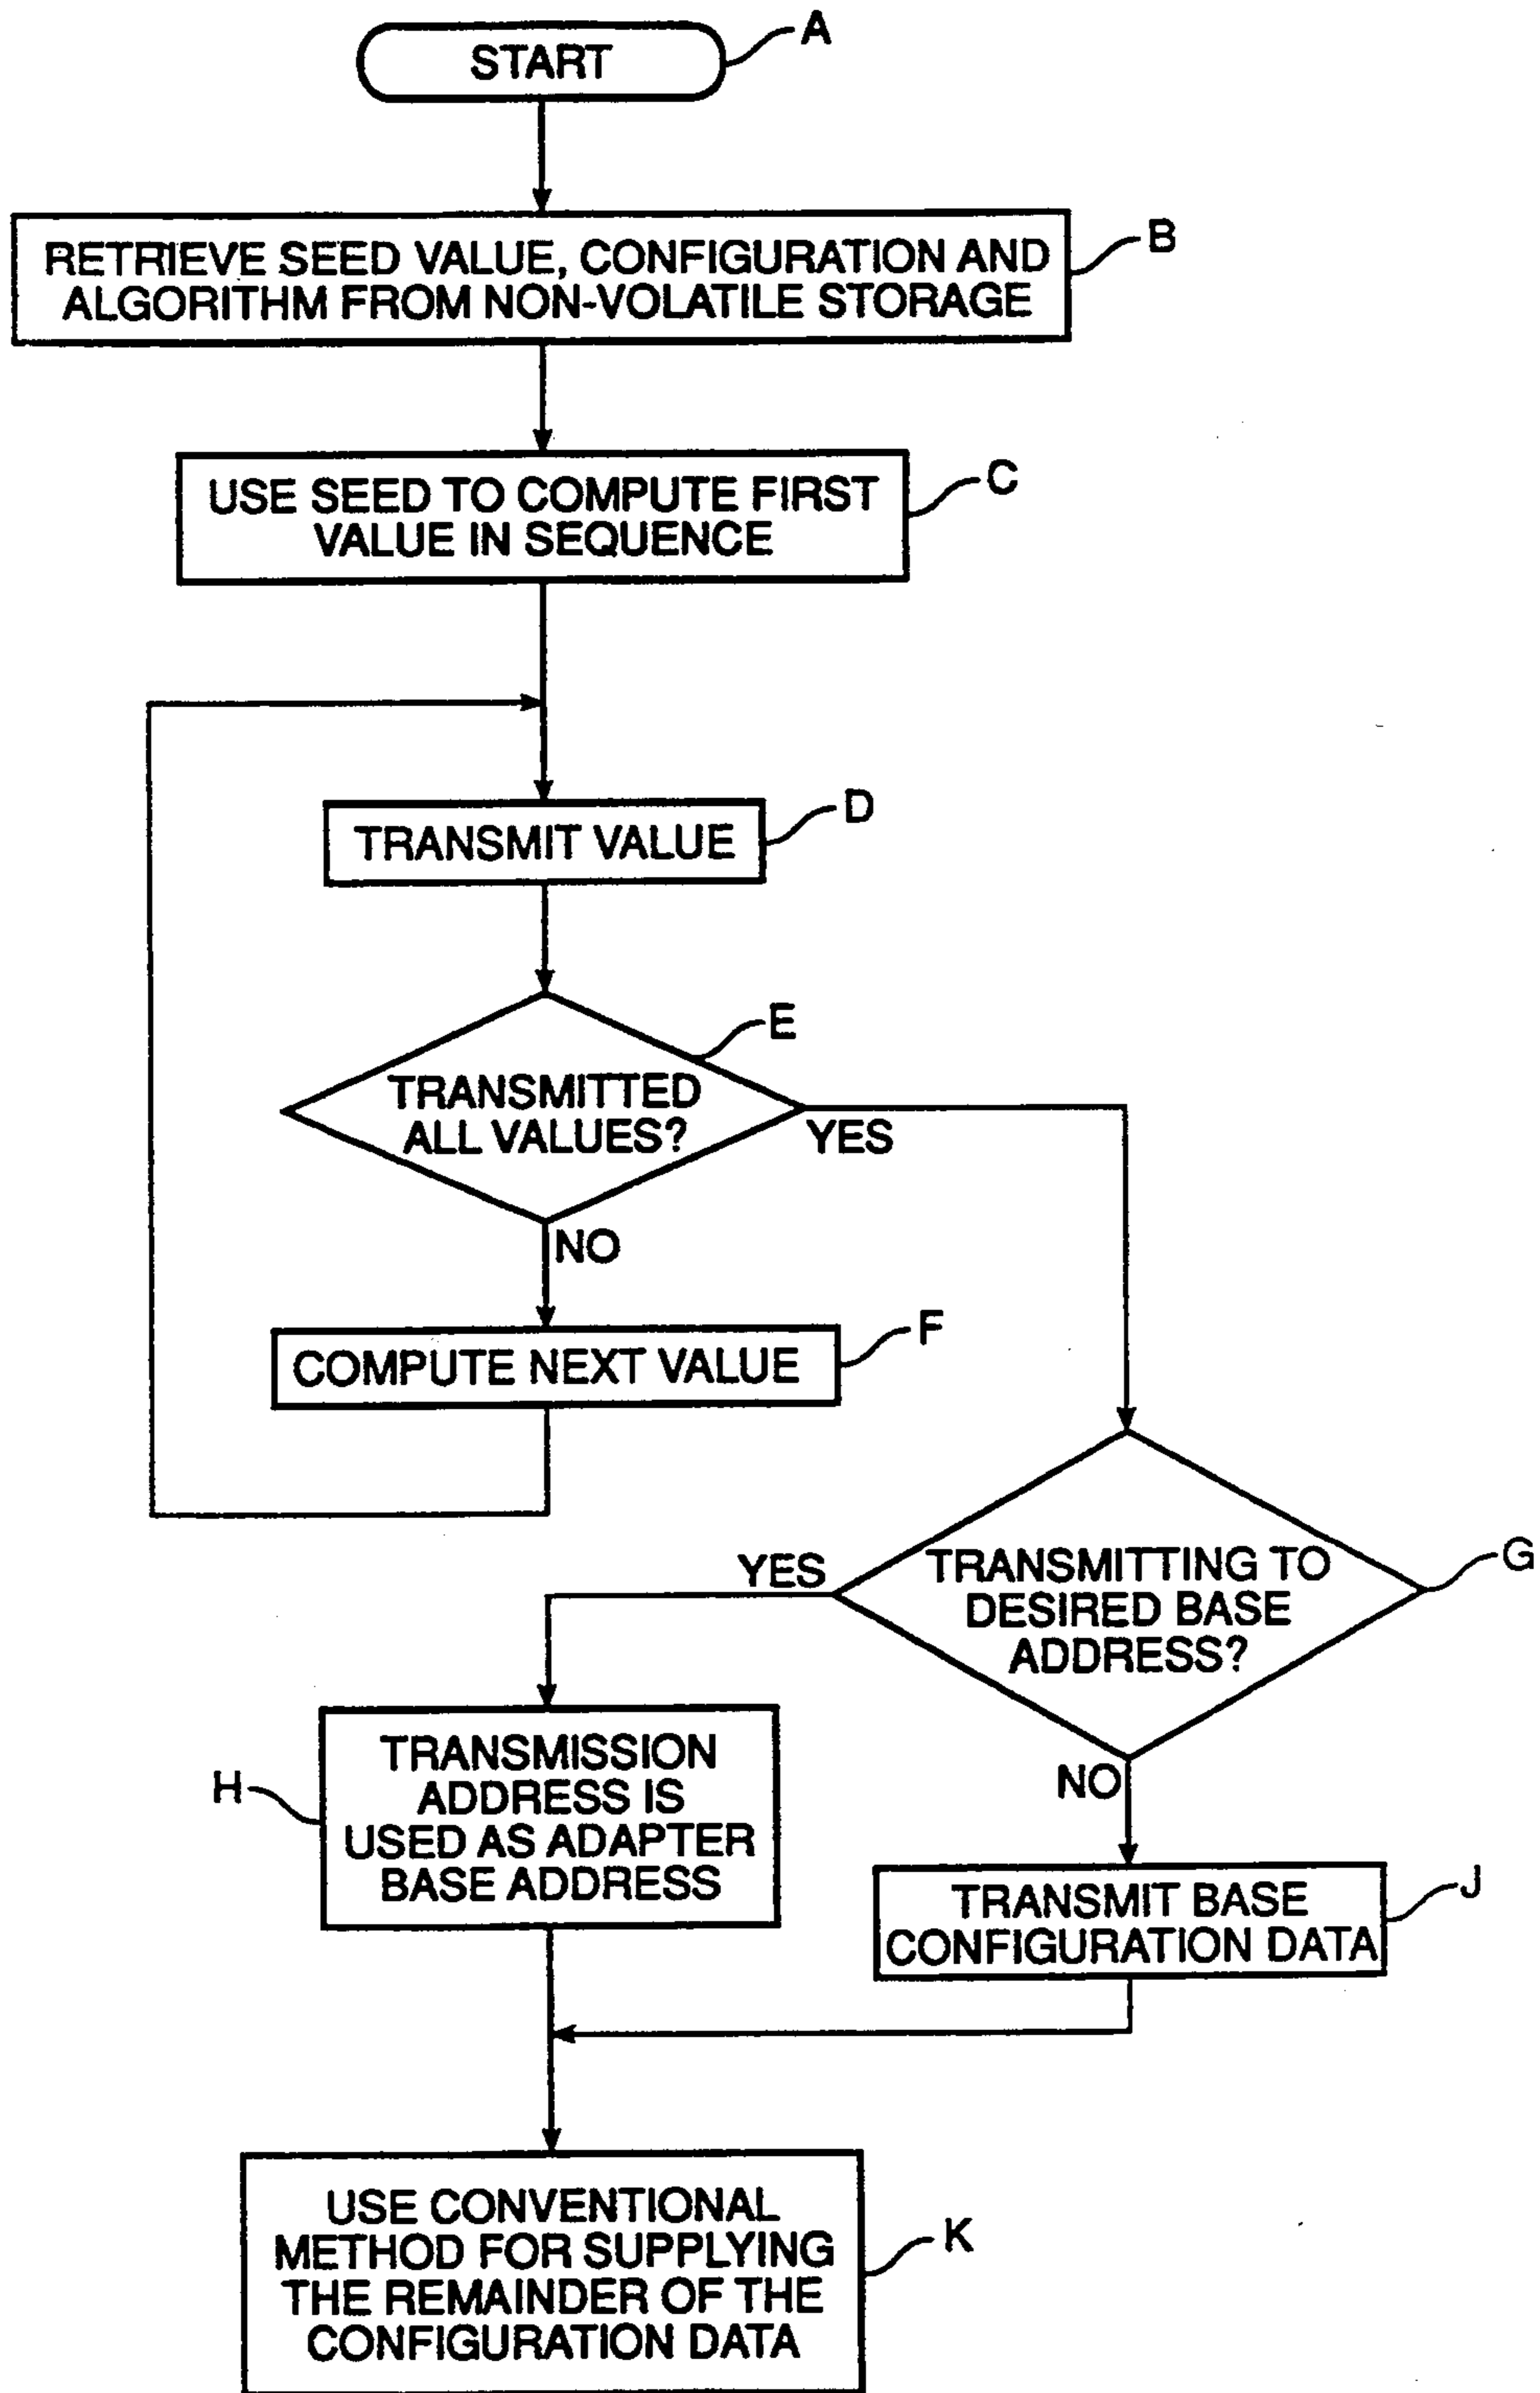 START
A
RETRIEVE SEED VALUE, CONFIGURATION AND
ALGORITHM FROM NON-VOLATILE STORAGE
B
USE SEED TO COMPUTE FIRST
VALUE IN SEQUENCE
C
TRANSMIT VALUE
D
TRANSMITTED
ALL VALUES?
E
YES
NO
COMPUTE NEXT VALUE
F
TRANSMITTING TO
DESIRED BASE
ADDRESS?
G
YES
NO
TRANSMISSION
ADDRESS IS
USED AS ADAPTER
BASE ADDRESS
H
TRANSMIT BASE
CONFIGURATION DATA
J
USE CONVENTIONAL
METHOD FOR SUPPLYING
THE REMAINDER OF THE
CONFIGURATION DATA
K